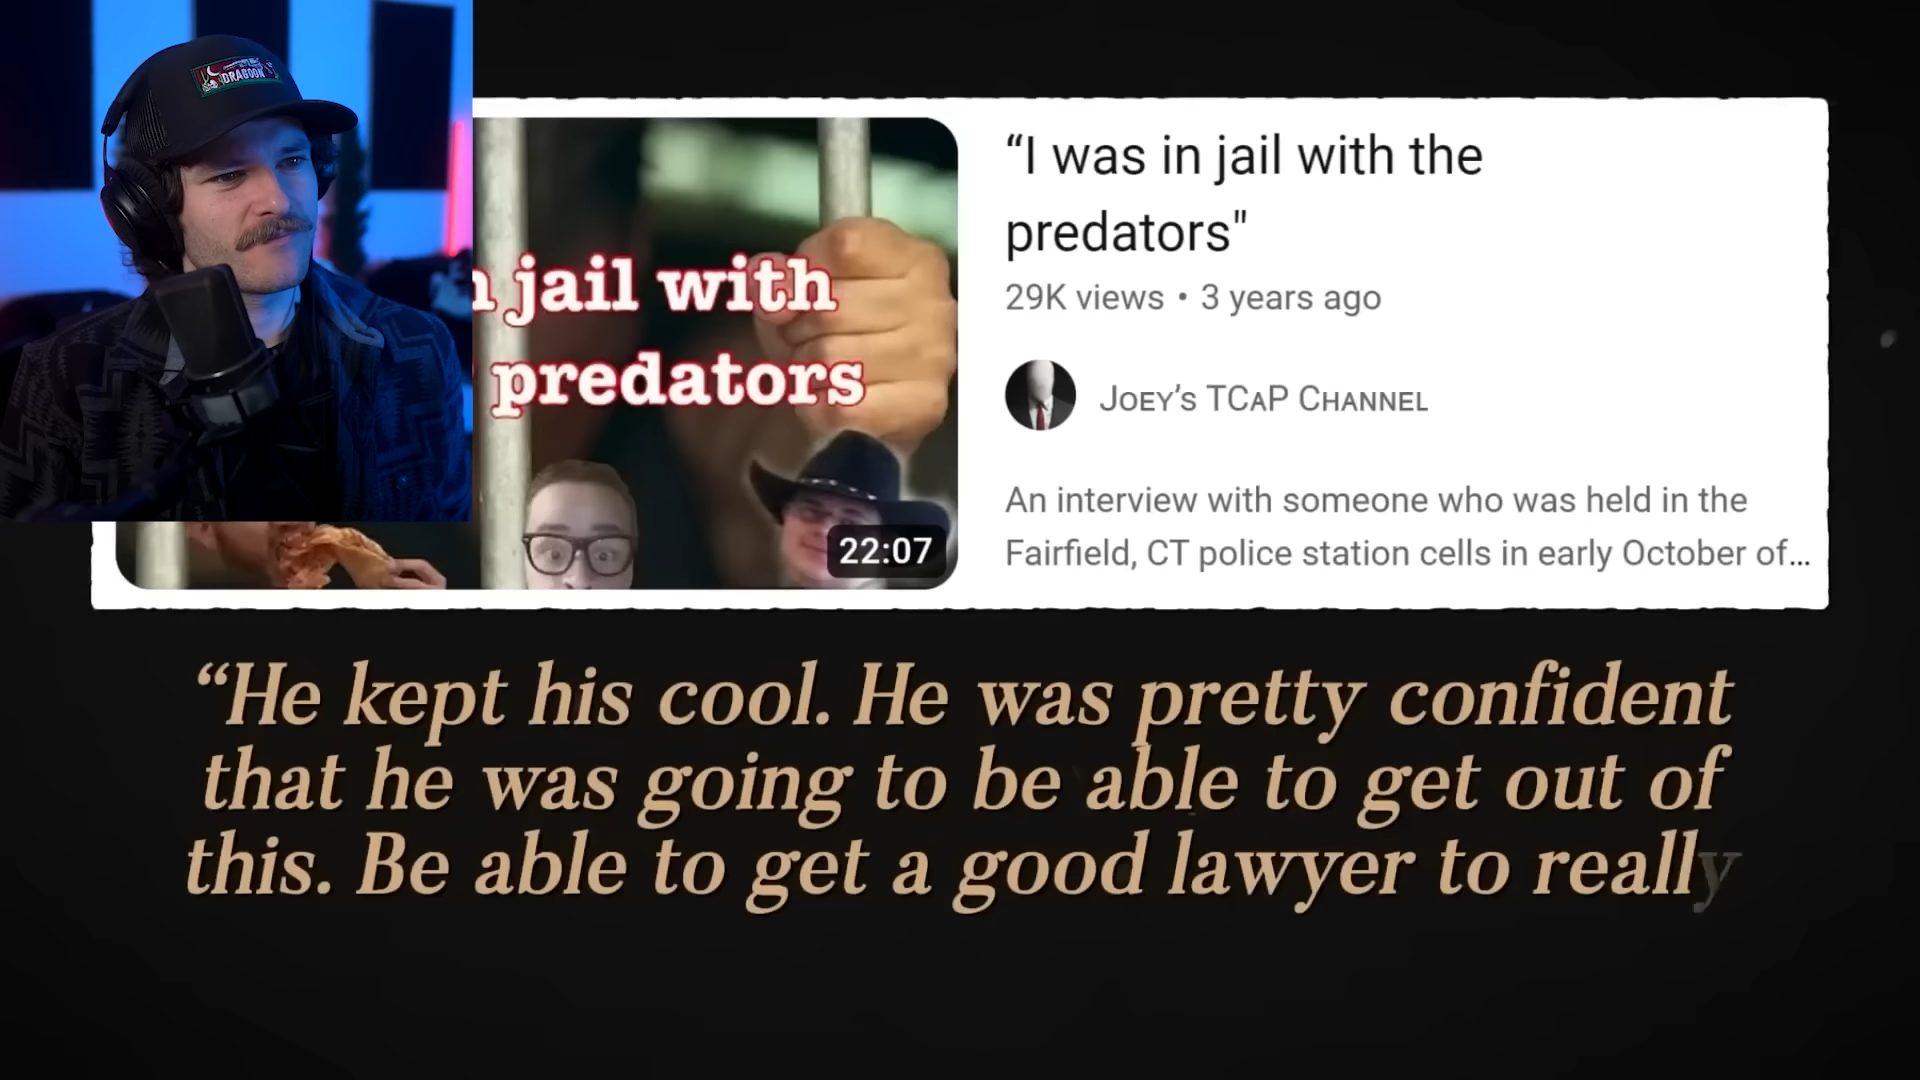 DRAGOON
“I was in jail with the
predators"
29K views • 3 years ago
jail with
predators
Joey’s TCaP Channel
An interview with someone who was held in the
Fairfield, CT police station cells in early October of...
22:07
“He kept his cool. He was pretty confident
that he was going to be able to get out of
this. Be able to get a good lawyer to really